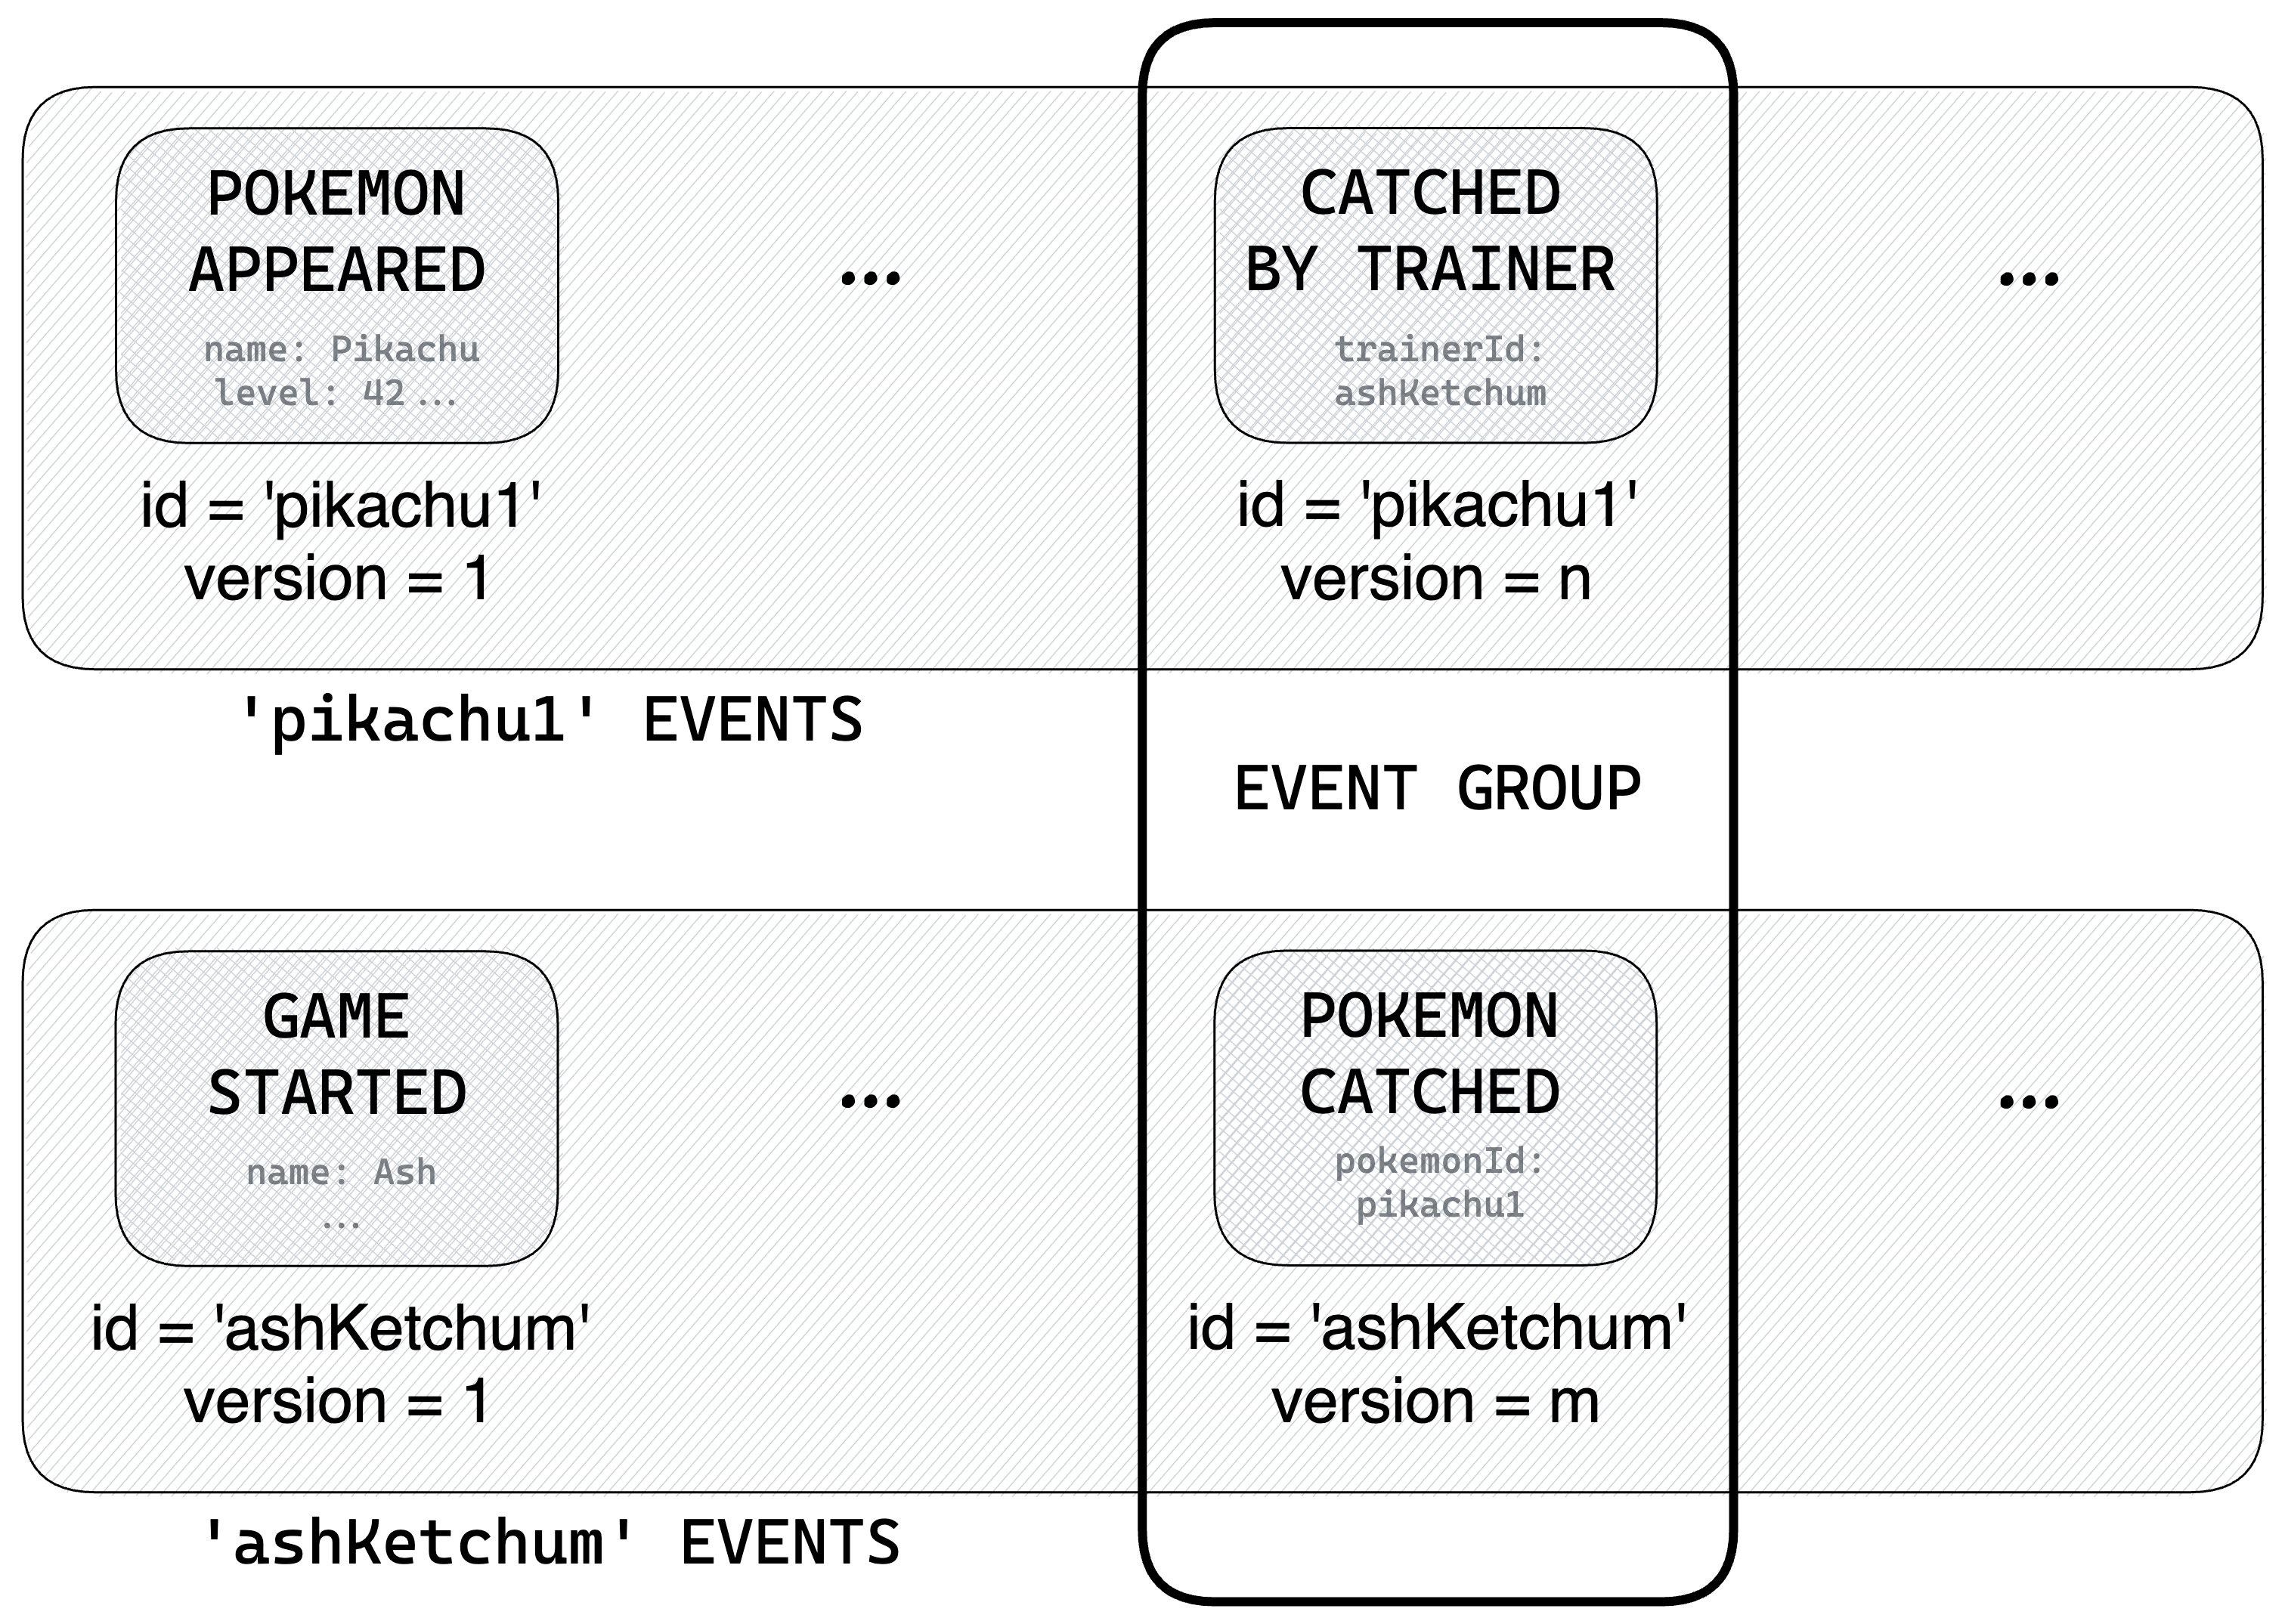 POKEMON
APPEARED
name: Pikachu
level: 42...
id = 'pikachu1'
version = 1
...
CATCHED
BY TRAINER
trainerId:
ashKetchum
id = 'pikachu1'
version = n
...
'pikachu1' EVENTS
EVENT GROUP
GAME
STARTED
name: Ash
...
id = 'ashKetchum'
version = 1
...
POKEMON
CATCHED
pokemonId:
pikachu1
id = 'ashKetchum'
version = m
...
'ashKetchum' EVENTS